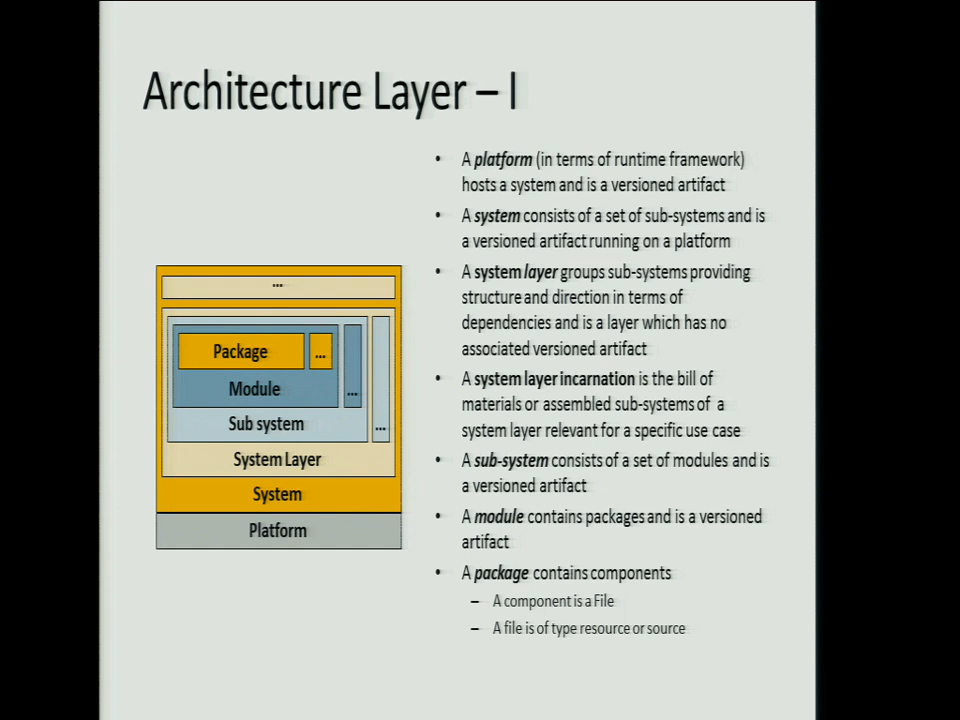 Architecture Layer – I
...
Package
...
Module
...
Sub system
...
System Layer
System
Platform
• A platform (in terms of runtime framework)
hosts a system and is a versioned artifact
• A system consists of a set of sub-systems and is
a versioned artifact running on a platform
• A system layer groups sub-systems providing
structure and direction in terms of
dependencies and is a layer which has no
associated versioned artifact
• A system layer incarnation is the bill of
materials or assembled sub-systems of a
system layer relevant for a specific use case
• A sub-system consists of a set of modules and is
a versioned artifact
• A module contains packages and is a versioned
artifact
• A package contains components
– A component is a File
– A file is of type resource or source